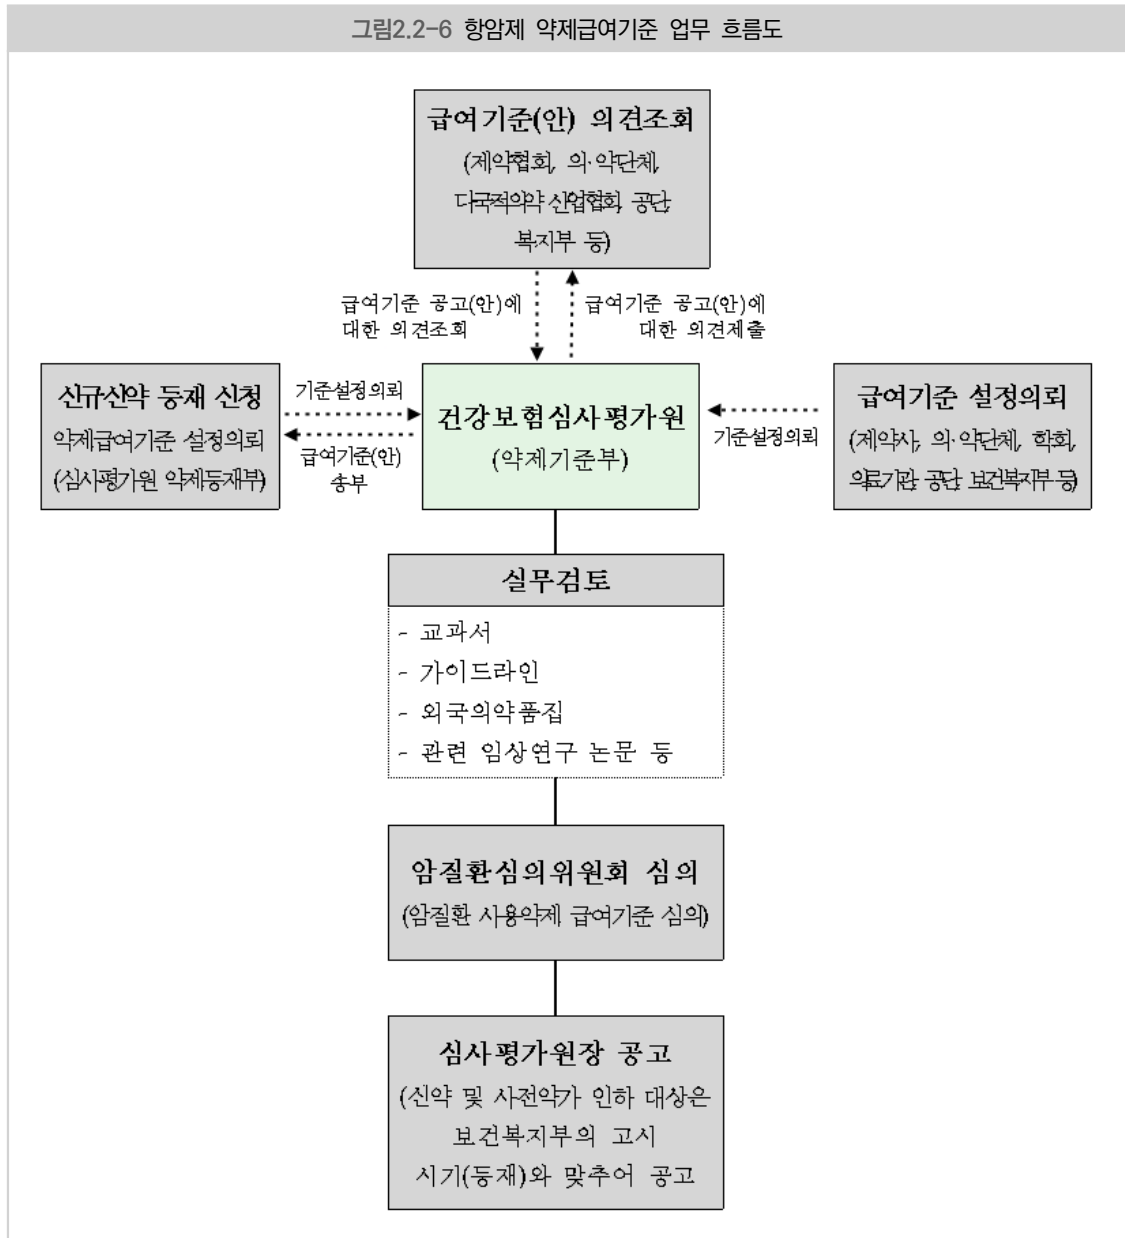 그림2.2-6 항암제 약제급여기준 업무 흐름도
급여기준(안) 의견조회
(제약협회, 의·약단체,
다국적의약 산업협회, 공단,
복지부 등)
급여기준 공고(안)에
대한 의견조회
급여기준 공고(안)에
대한 의견제출
신규신약 등재 신청
약제급여기준 설정의뢰
(심사평가원 약제등재부)
기준설정의뢰
급여기준(안)
송부
건강보험심사평가원
(약제기준부)
기준설정의뢰
급여기준 설정의뢰
(제약사, 의·약단체, 학회,
의료기관, 공단, 보건복지부 등)
실무검토
- 교과서
- 가이드라인
- 외국의약품집
- 관련 임상연구 논문 등
암질환심의위원회 심의
(암질환 사용약제 급여기준 심의)
심사평가원장 공고
(신약 및 사전약가 인하 대상은
보건복지부의 고시
시기(등재)와 맞추어 공고